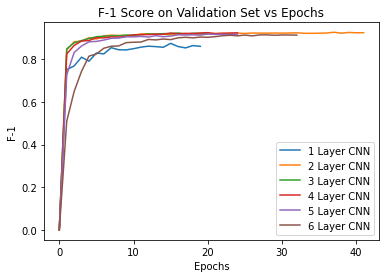 F-1 Score on Validation Set vs Epochs
F-1
0.8
0.6
0.4
0.2
0.0
0
10
20
30
40
Epochs
1 Layer CNN
2 Layer CNN
3 Layer CNN
4 Layer CNN
5 Layer CNN
6 Layer CNN